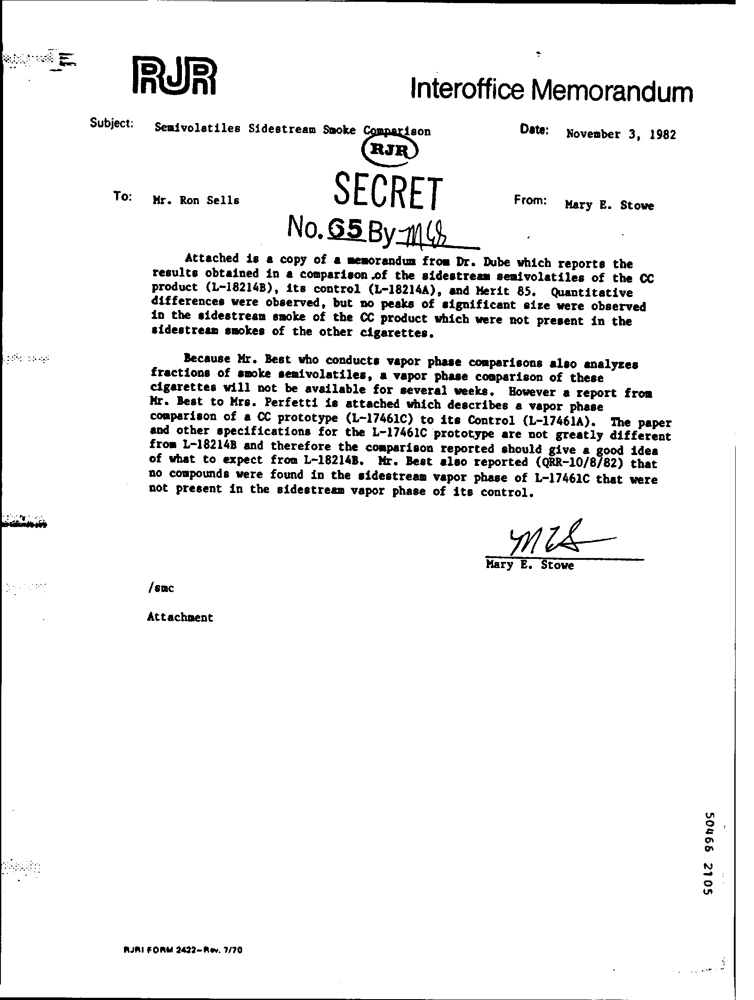 RJR
Interoffice Memorandum
Subject: Semivolatiles Sidestream Smoke Comparison
Date: November 3, 1982
RJR
SECRET
To: Mr. Ron Sells
From: Mary E. Stowe
No. 65 By MES
Attached is a copy of a memorandum from Dr. Dube which reports the
results obtained in a comparison of the sidestream semivolatiles of the CC
product (L-18214B), its control (L-18214A), and Merit 85. Quantitative
differences were observed, but no peaks of significant size were observed
in the sidestream smoke of the CC product which were not present in the
sidestream smokes of the other cigarettes.
Because Mr. Best who conducts vapor phase comparisons also analyzes
fractions of smoke semivolatiles, a vapor phase comparison of these
cigarettes will not be available for several weeks. However a report from
Mr. Best to Mrs. Perfetti is attached which describes a vapor phase
comparison of a CC prototype (L-17461C) to its Control (L-17461A). The paper
and other specifications for the L-17461C prototype are not greatly different
from L-18214B and therefore the comparison reported should give a good idea
of what to expect from L-18214B. Mr. Best also reported (QRR-10/8/82) that
no compounds were found in the sidestream vapor phase of L-17461C that were
not present in the sidestream vapor phase of its control.
MES
Mary E. Stowe
/smc
Attachment
50466 2105
RJRI FORM 2422-Rev. 7/70